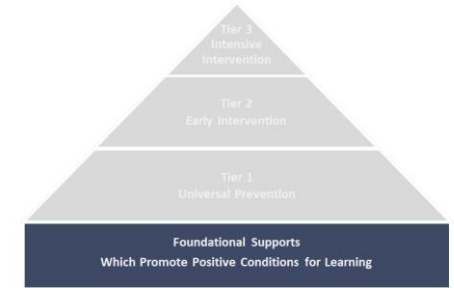 Tier 3
Intensive
Intervention
Tier 2
Early Intervention
Tier 1
Universal Prevention
Foundational Supports
Which Promote Positive Conditions for Learning